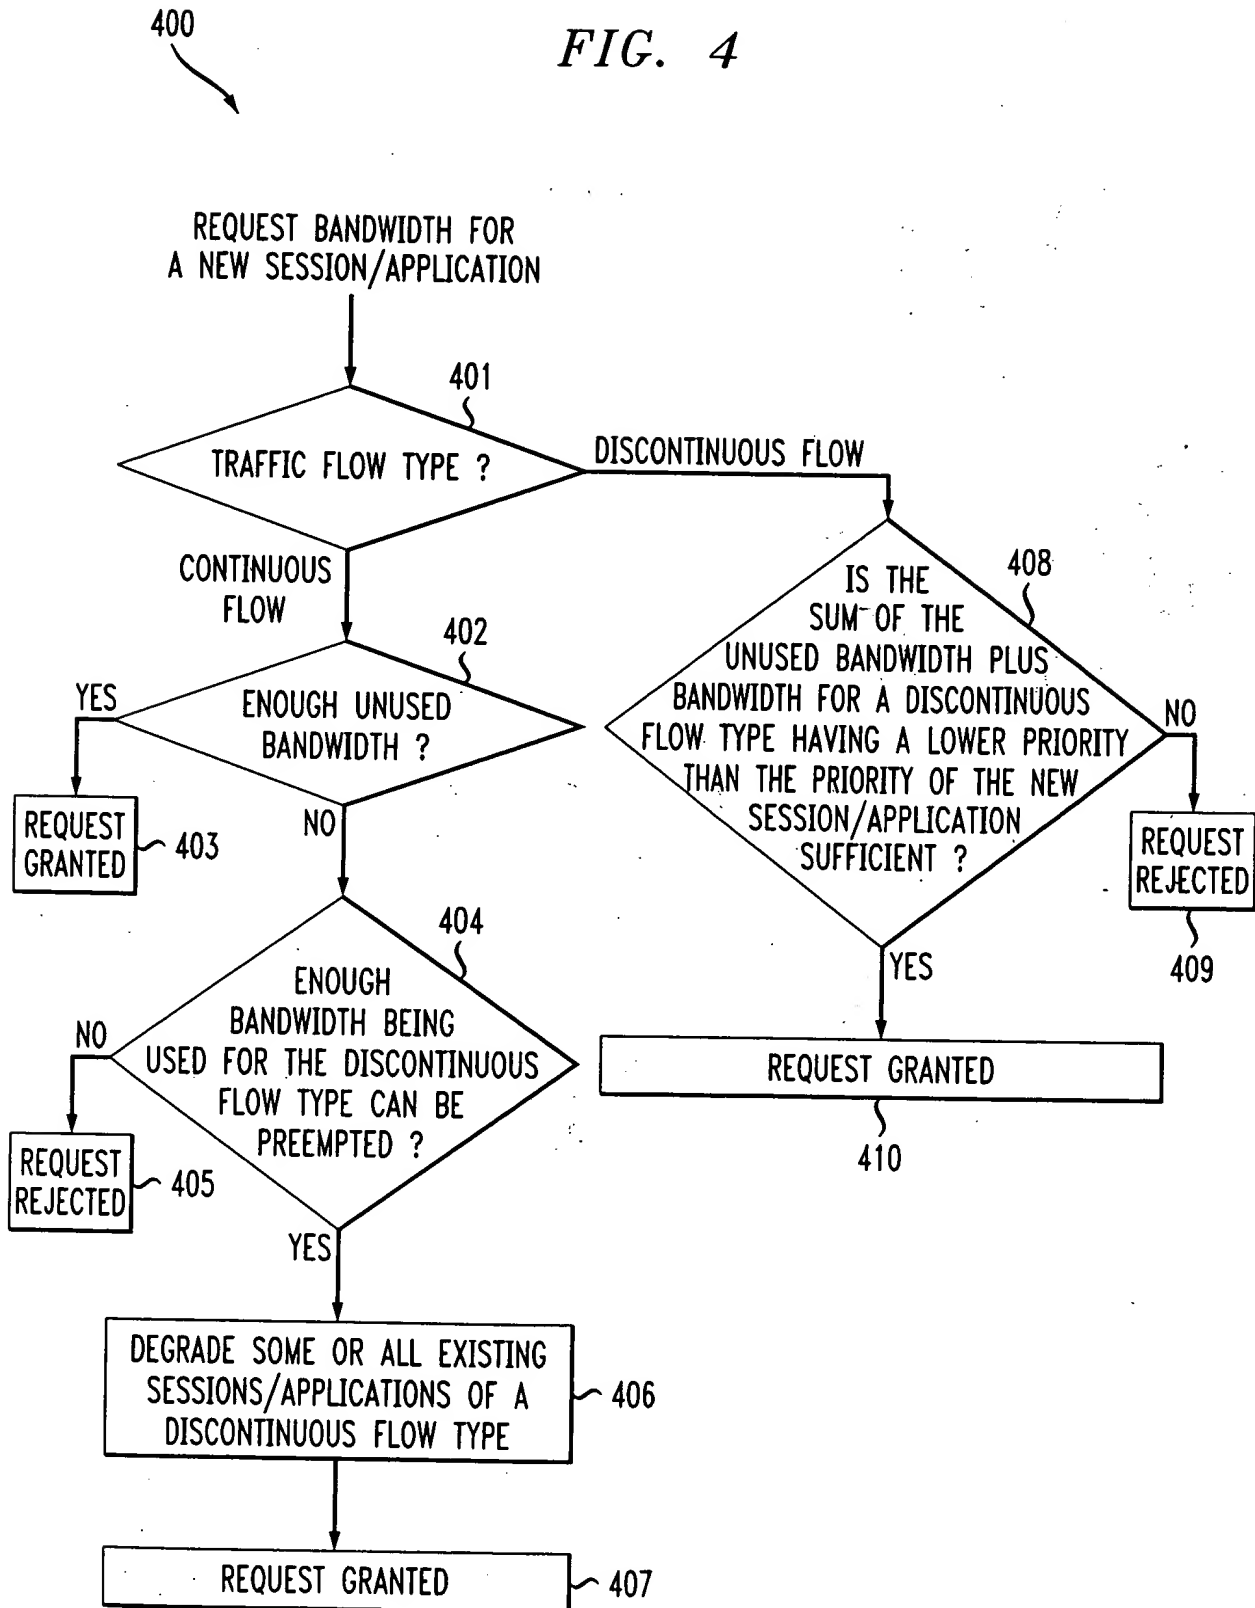 400
FIG. 4
REQUEST BANDWIDTH FOR
A NEW SESSION/APPLICATION
401
TRAFFIC FLOW TYPE ?
DISCONTINUOUS FLOW
CONTINUOUS
FLOW
402
ENOUGH UNUSED
BANDWIDTH ?
YES
REQUEST
GRANTED
403
NO
404
ENOUGH
BANDWIDTH BEING
USED FOR THE DISCONTINUOUS
FLOW TYPE CAN BE
PREEMPTED ?
NO
REQUEST
REJECTED
405
YES
DEGRADE SOME OR ALL EXISTING
SESSIONS/APPLICATIONS OF A
DISCONTINUOUS FLOW TYPE
406
REQUEST GRANTED
407
408
IS THE
SUM OF THE
UNUSED BANDWIDTH PLUS
BANDWIDTH FOR A DISCONTINUOUS
FLOW TYPE HAVING A LOWER PRIORITY
THAN THE PRIORITY OF THE NEW
SESSION/APPLICATION
SUFFICIENT ?
NO
REQUEST
REJECTED
409
YES
REQUEST GRANTED
410